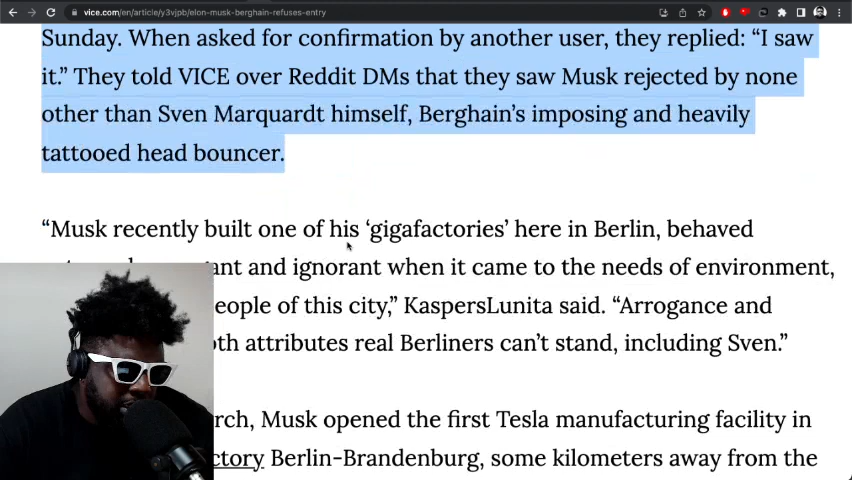 vice.com/en/article/y3vjpb/elon-musk-berghain-refuses-entry
Sunday. When asked for confirmation by another user, they replied: “I saw
it.” They told VICE over Reddit DMs that they saw Musk rejected by none
other than Sven Marquardt himself, Berghain’s imposing and heavily
tattooed head bouncer.
“Musk recently built one of his ‘gigafactories’ here in Berlin, behaved
and ignorant when it came to the needs of environment,
people of this city,” KaspersLunita said. “Arrogance and
attributes real Berliners can’t stand, including Sven.”
Musk opened the first Tesla manufacturing facility in
Berlin-Brandenburg, some kilometers away from the